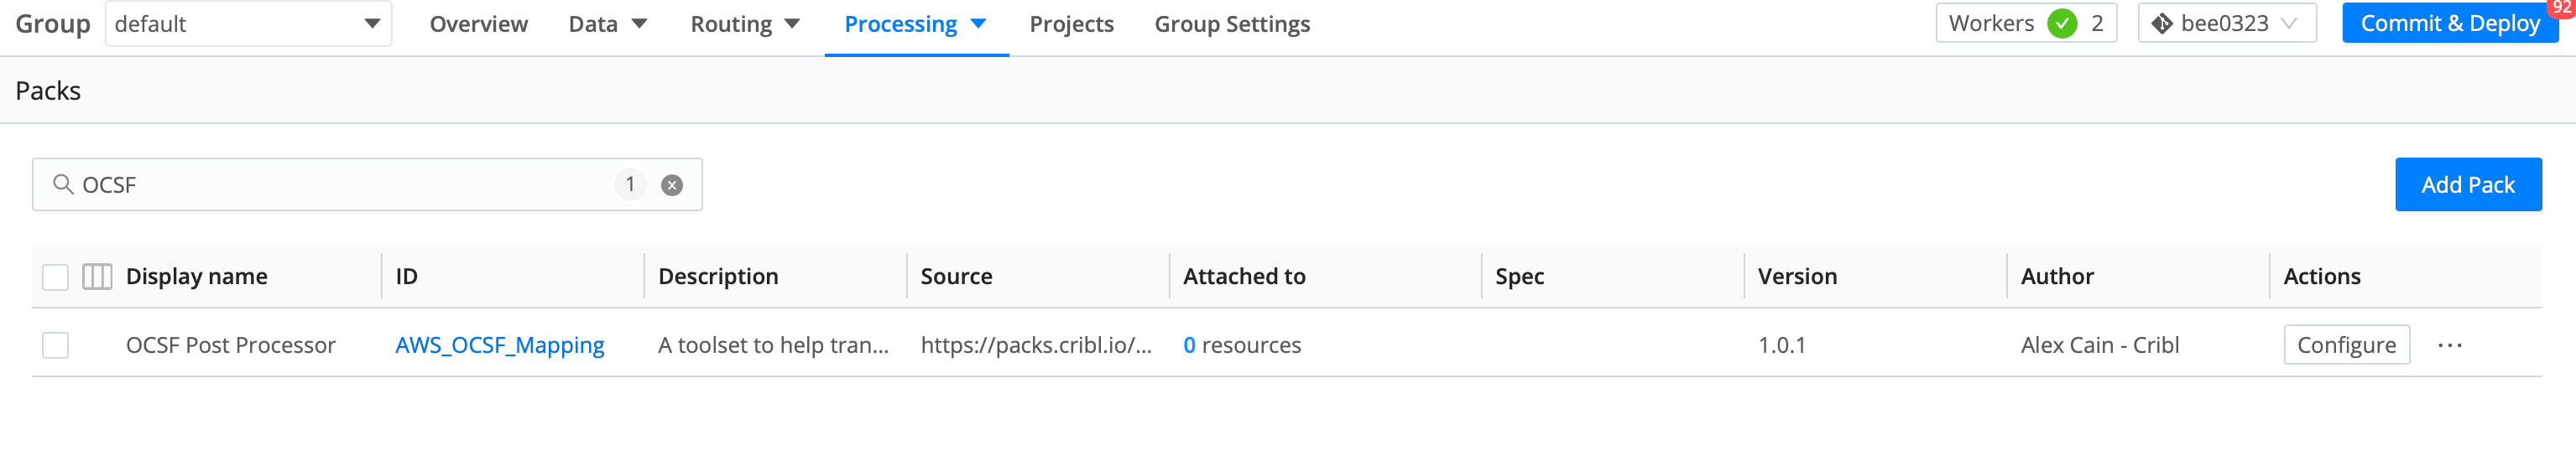 Group default Overview Data Routing Processing Projects Group Settings Workers 2 bee0323 Commit & Deploy 92
Packs
OCSF 1 Add Pack
Display name ID Description Source Attached to Spec Version Author Actions
OCSF Post Processor AWS_OCSF_Mapping A toolset to help tran... https://packs.cribl.io/... 0 resources 1.0.1 Alex Cain - Cribl Configure ...